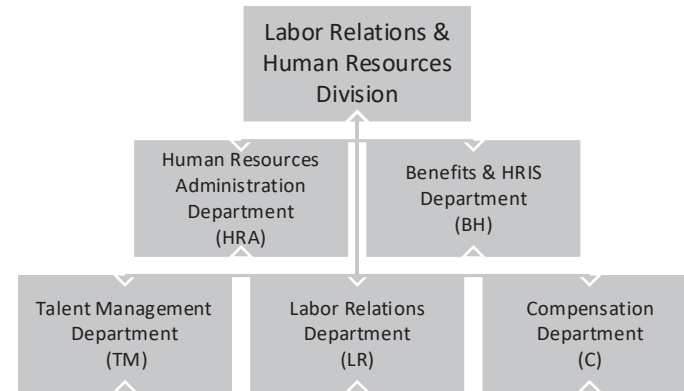 Labor Relations &
Human Resources
Division
Human Resources
Administration
Department
(HRA)
Benefits & HRIS
Department
(BH)
Talent Management
Department
(TM)
Labor Relations
Department
(LR)
Compensation
Department
(C)